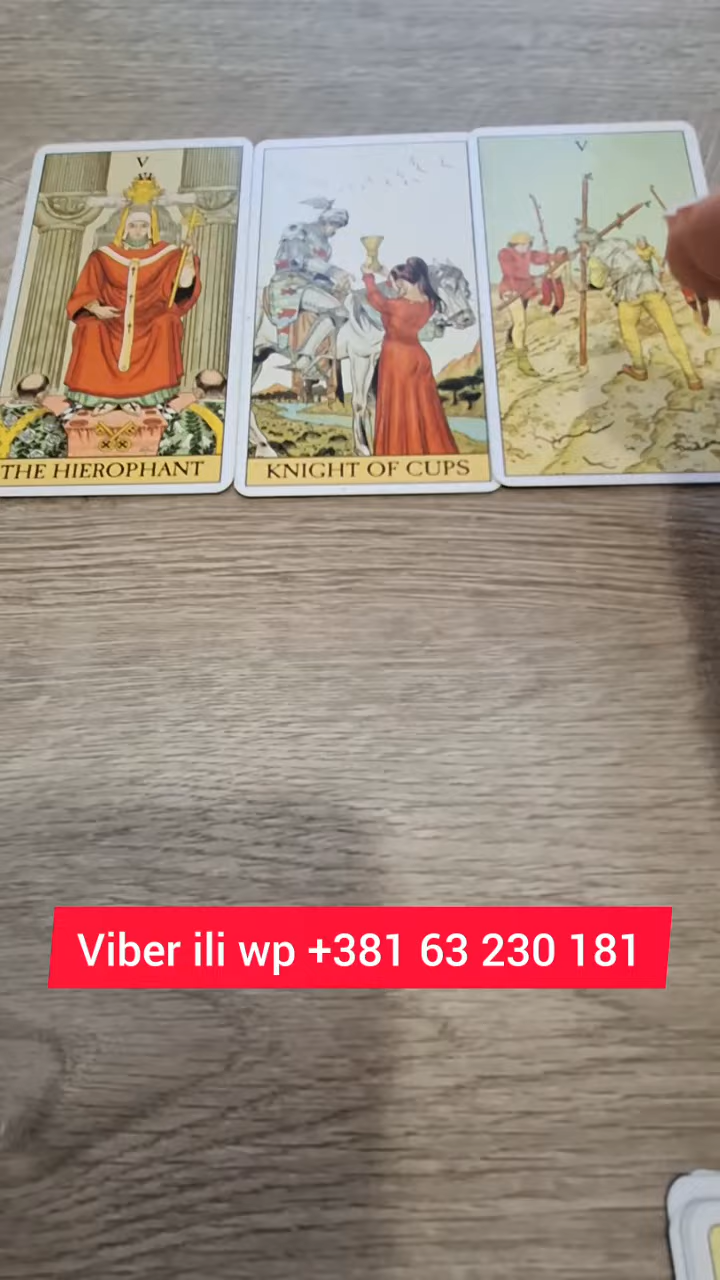 V
THE HIEROPHANT
KNIGHT OF CUPS
V
Viber ili wp +381 63 230 181